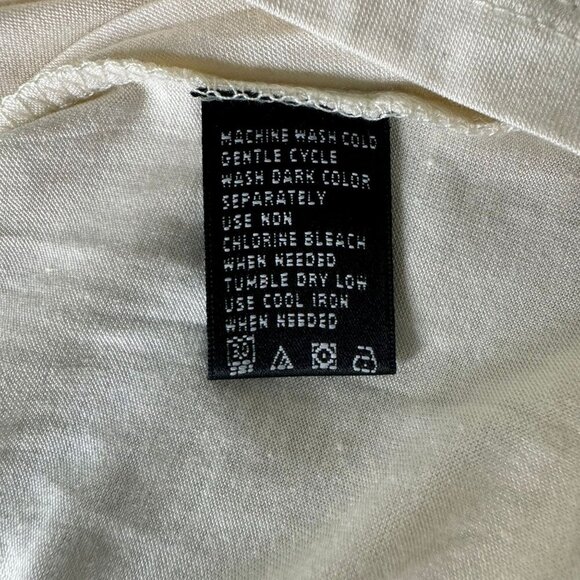 MACHINE WASH COLD
GENTLE CYCLE
WASH DARK COLOR
SEPARATELY
USE NON
CHLORINE BLEACH
WHEN NEEDED
TUMBLE DRY LOW
USE COOL IRON
WHEN NEEDED
30